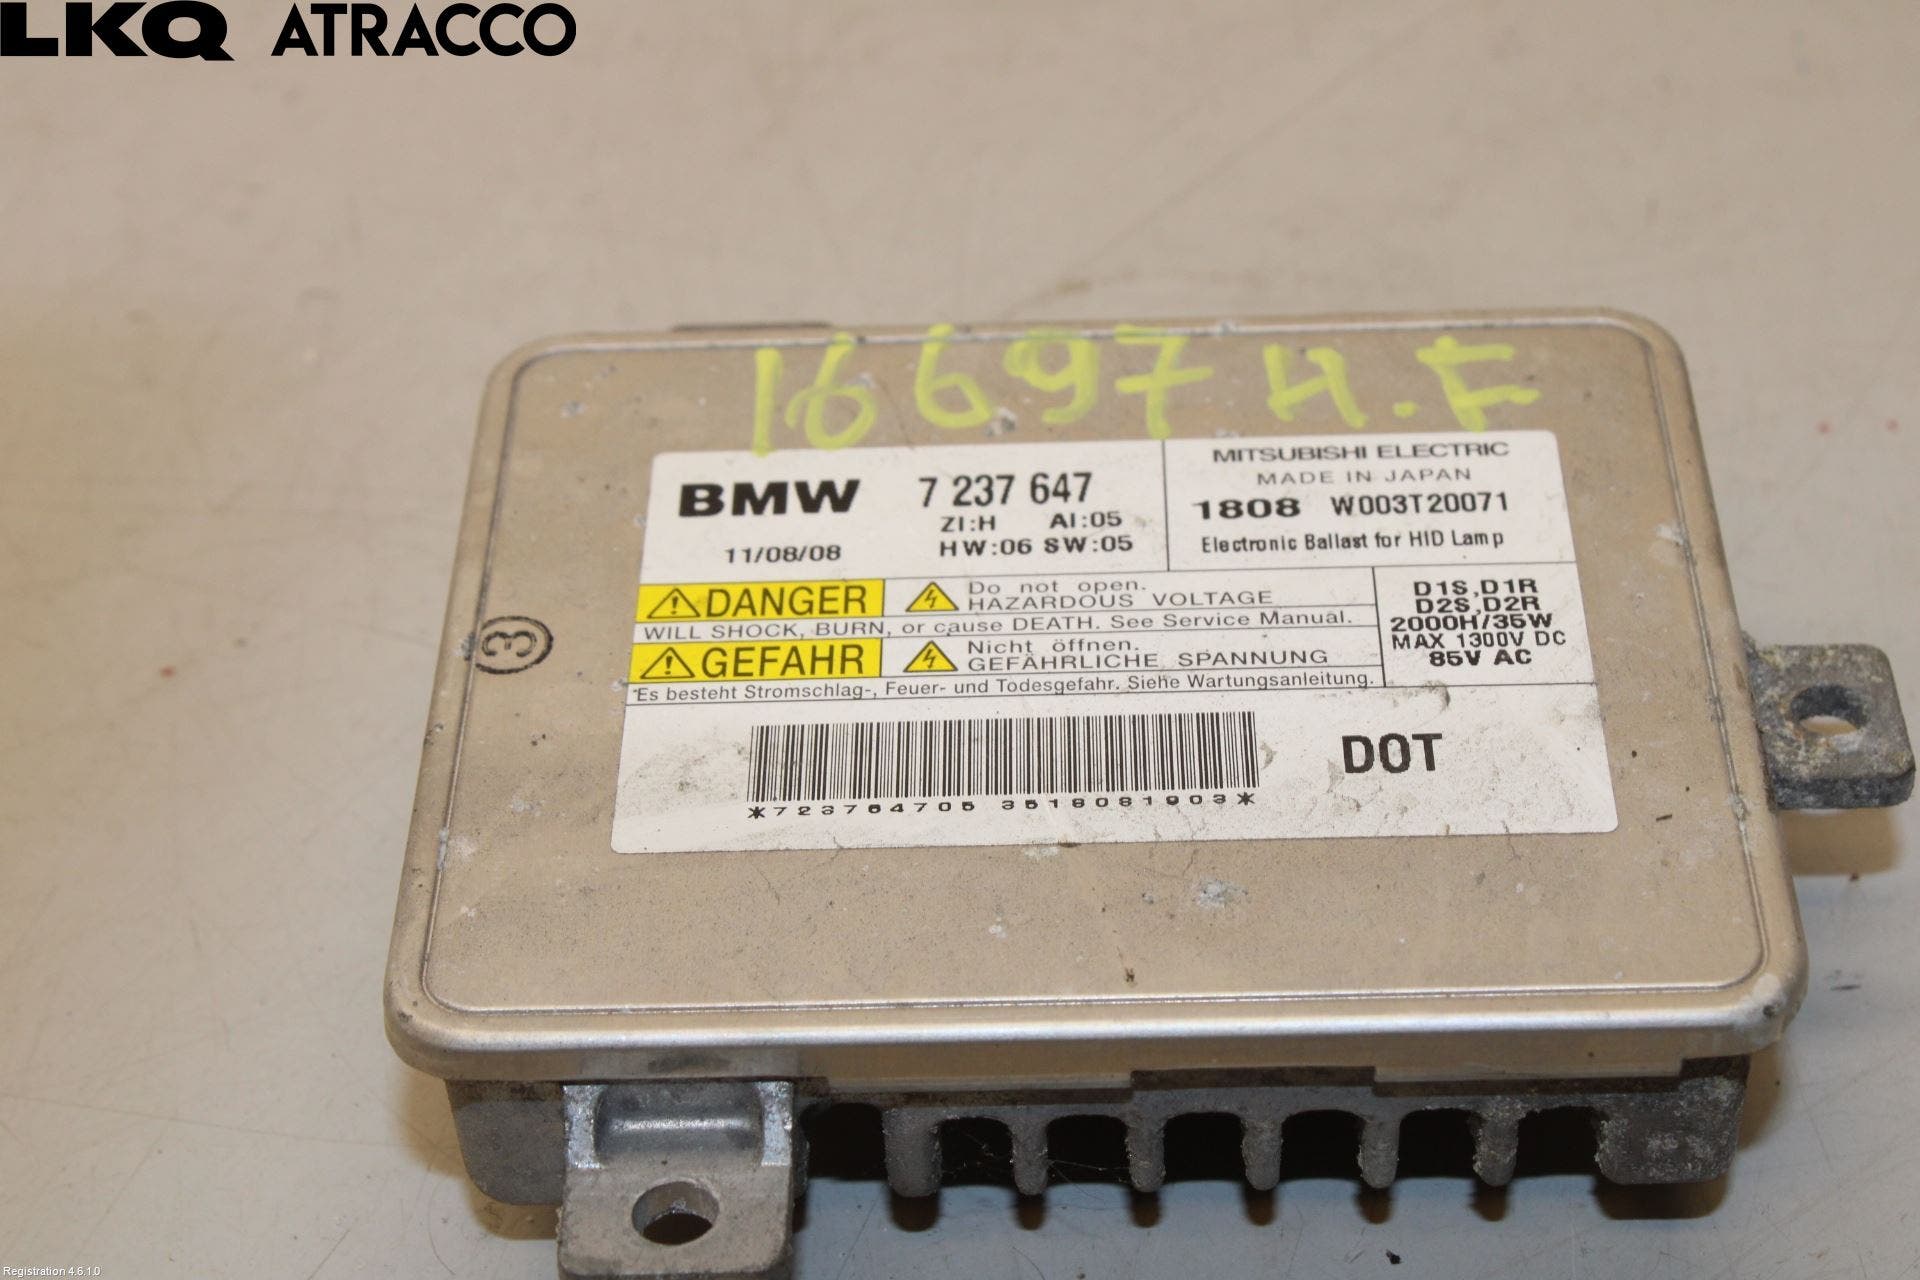 LKQ ATRACCO
16697 H.F
BMW 7 237 647
ZI:H AI:05
11/08/08 HW:06 SW:05
MITSUBISHI ELECTRIC
MADE IN JAPAN
1808 W003T20071
Electronic Ballast for HID Lamp
DANGER
Do not open.
HAZARDOUS VOLTAGE
WILL SHOCK, BURN, or cause DEATH. See Service Manual.
GEFAHR
Nicht öffnen.
GEFÄHRLICHE SPANNUNG
Es besteht Stromschlag-, Feuer- und Todesgefahr. Siehe Wartungsanleitung.
D1S,D1R
D2S,D2R
2000H/35W
MAX 1300V DC
85V AC
3
*723764705 3518081903*
DOT
Registration 4.6.1.0